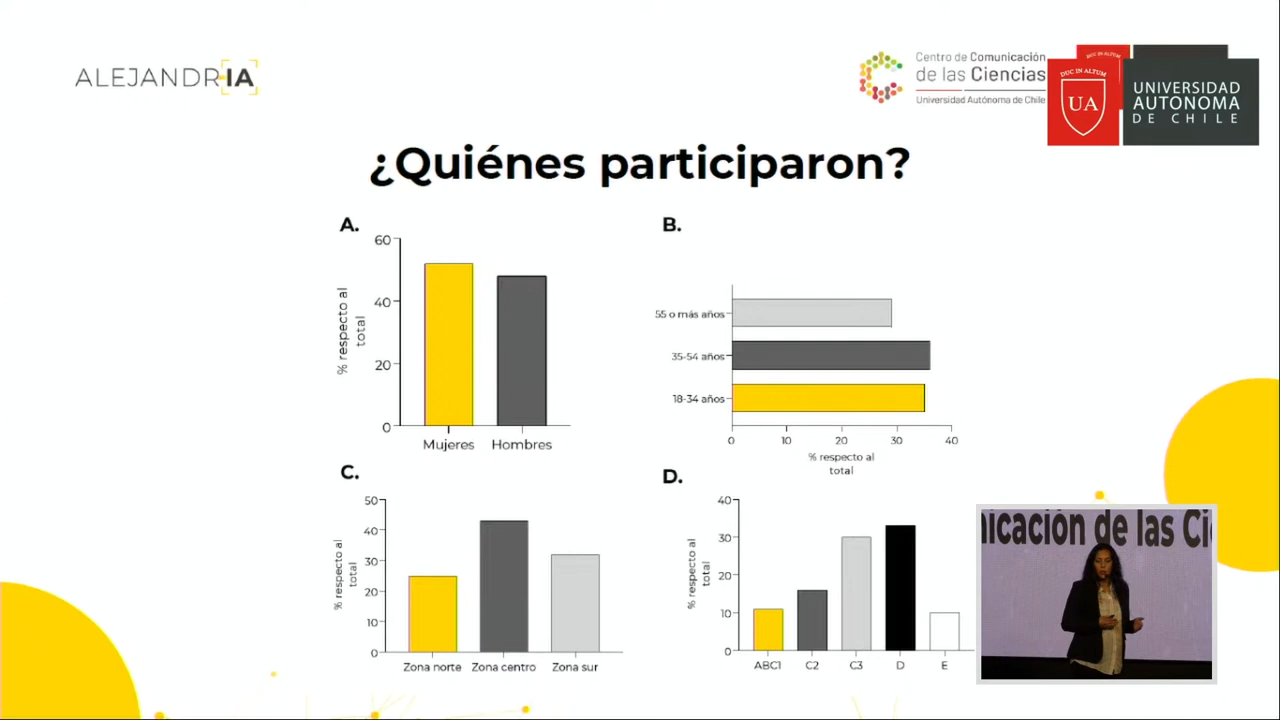 ALEJANDRIA
Centro de Comunicación
de las Ciencias
Universidad Autónoma de Chile
DUC IN ALTUM
DUC IN ALTUM
UA
UNIVERSIDAD
AUTONOMA
DE CHILE
¿Quiénes participaron?
A.
60
40
20
0
% respecto al
total
Mujeres Hombres
B.
55 o más años
35-54 años
18-34 años
0 10 20 30 40
% respecto al
total
C.
50
40
30
20
10
0
% respecto al
total
Zona norte Zona centro Zona sur
D.
40
30
20
10
0
% respecto al
total
ABC1 C2 C3 D E
nicación de las Ci